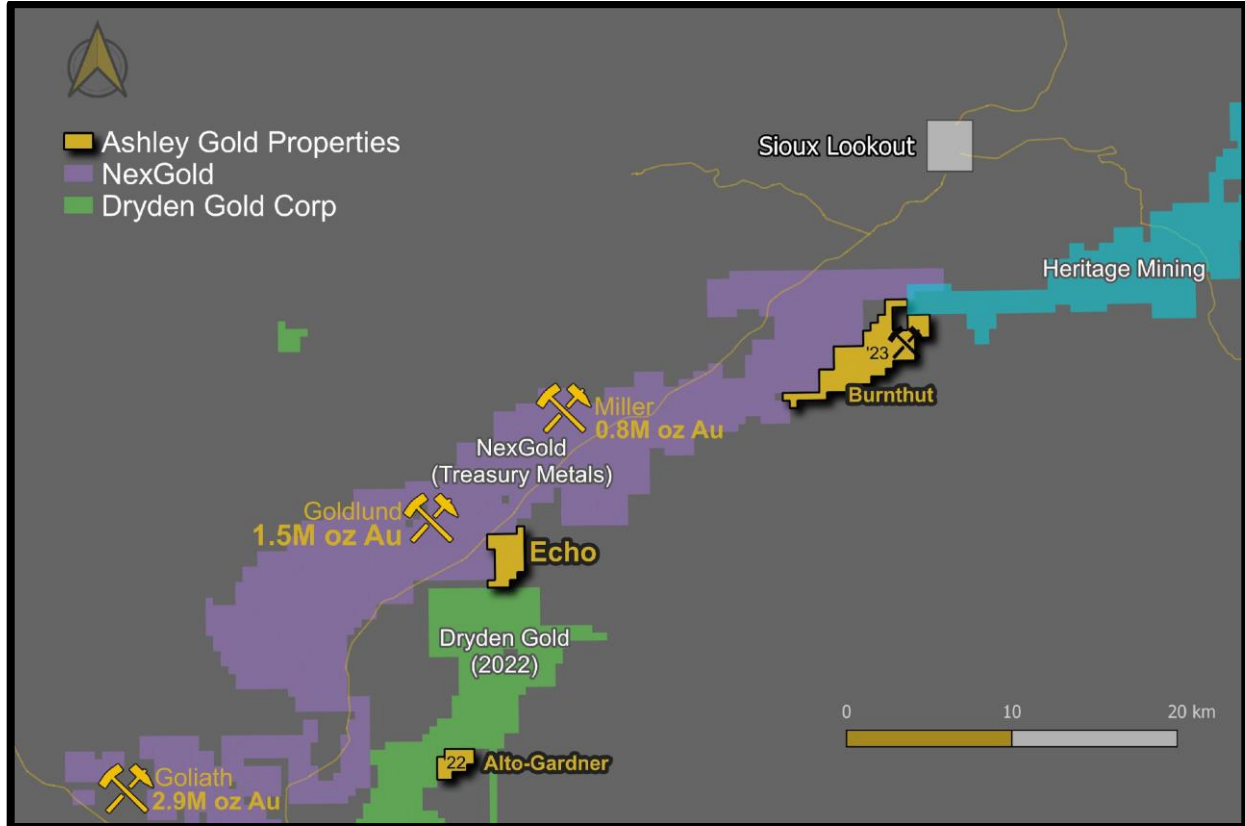 Ashley Gold Properties
NexGold
Dryden Gold Corp
Sioux Lookout
Heritage Mining
'23
Burnthut
Miller
0.8M oz Au
NexGold
(Treasury Metals)
Goldlund
1.5M oz Au
Echo
Dryden Gold
(2022)
0 10 20 km
'22
Alto-Gardner
Goliath
2.9M oz Au